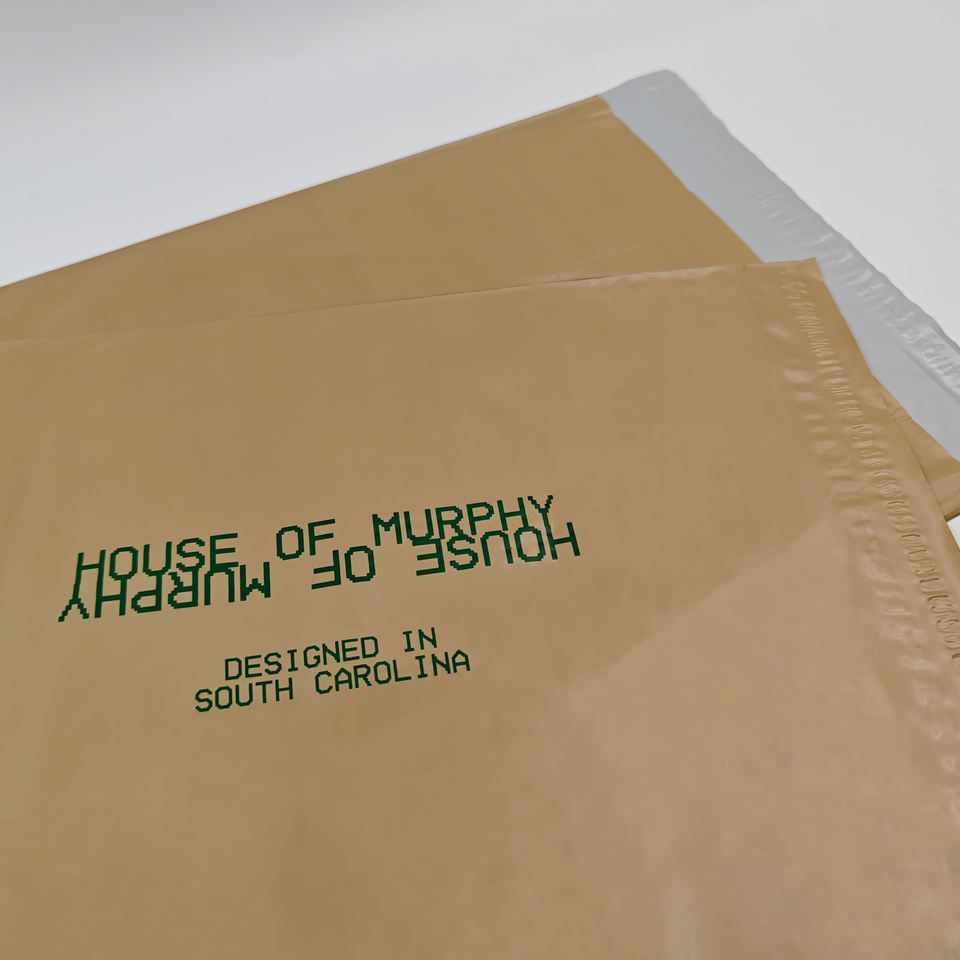 HOUSE OF MURPHY
HOUSE OF MURPHY
DESIGNED IN
SOUTH CAROLINA